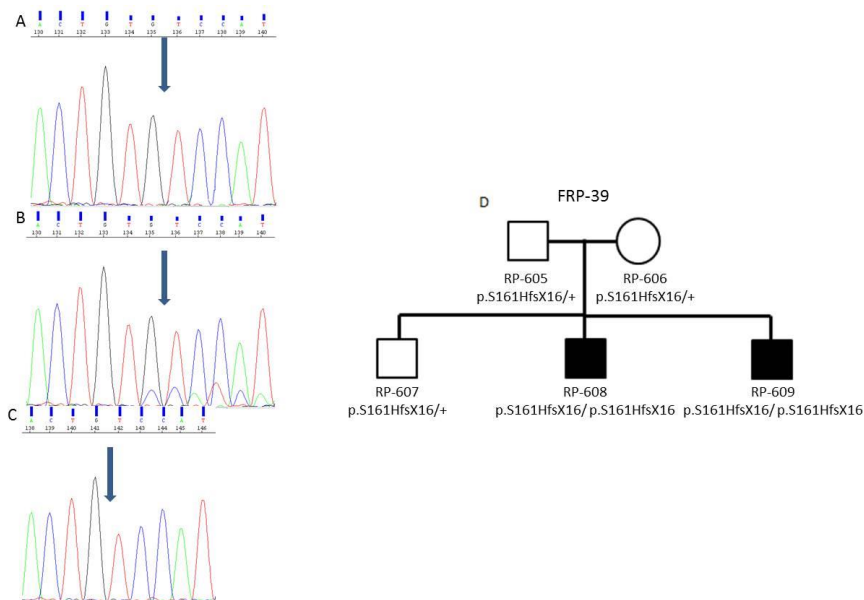 A
A C T G T G T C C A T
130 131 132 133 134 135 136 137 138 139 140
B
A C T G T G T C C A T
130 131 132 133 134 135 136 137 138 139 140
C
A C T G T C C A T
138 139 140 141 142 143 144 145 146
D FRP-39
RP-605 RP-606
p.S161HfsX16/+ p.S161HfsX16/+
RP-607 RP-608 RP-609
p.S161HfsX16/+ p.S161HfsX16/ p.S161HfsX16 p.S161HfsX16/ p.S161HfsX16